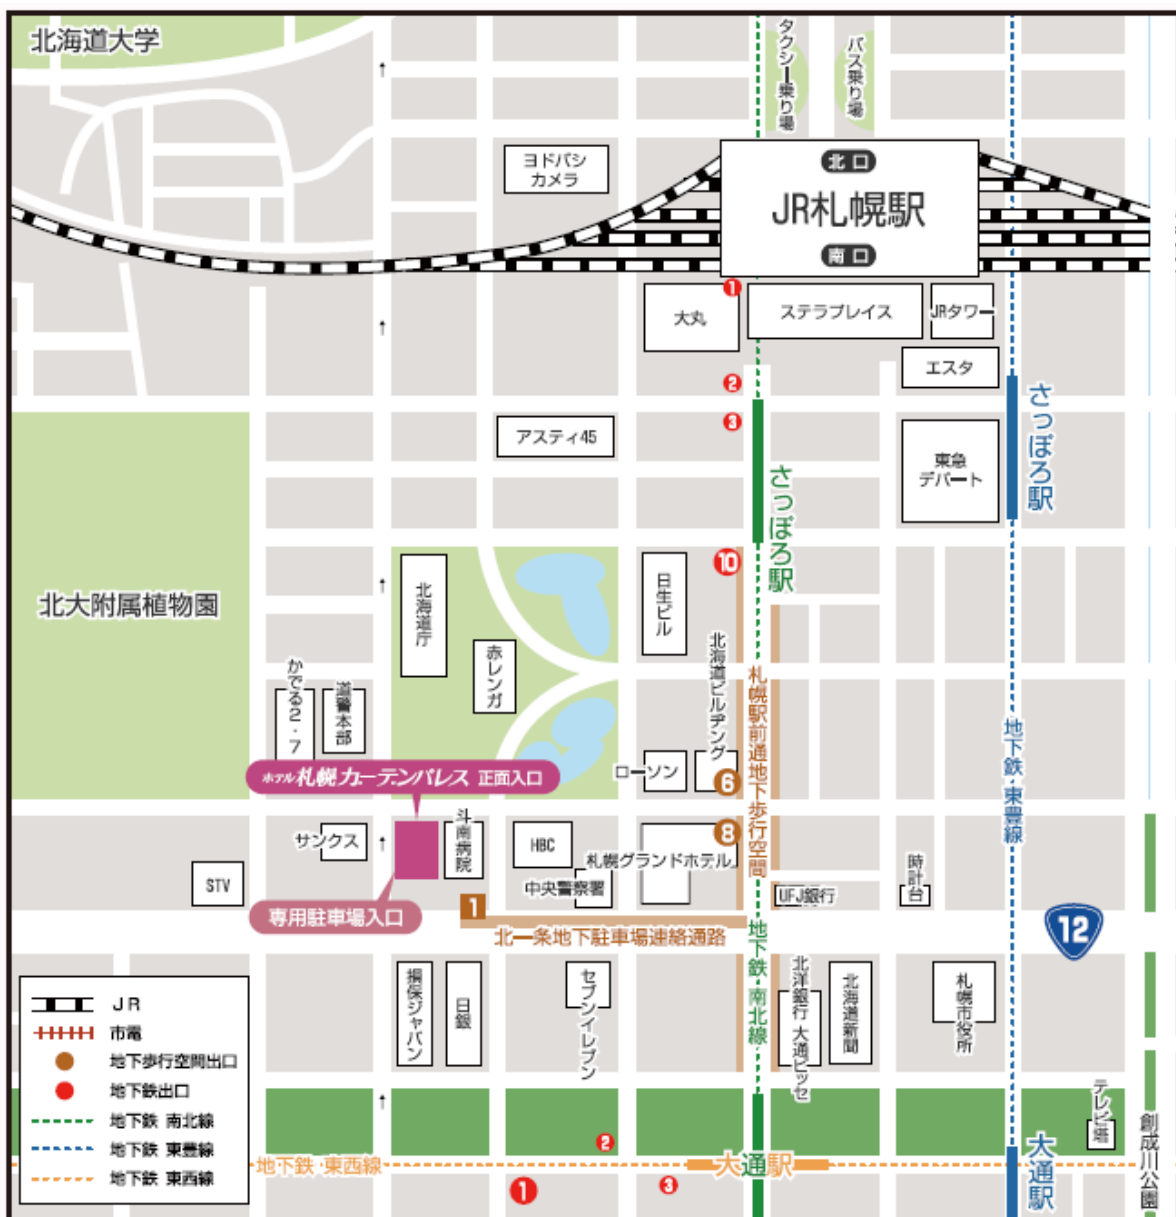 北海道大学
タクシー乗り場
バス乗り場
ヨドバシ
カメラ
北口
JR札幌駅
南口
1
大丸
ステラプレイス
JRタワー
エスタ
2
3
アスティ45
東急
デパート
さっぽろ駅
さっぽろ駅
10
北大附属植物園
北海道庁
赤レンガ
日生ビル
北海道ビルヂング
かでる2・7
道警本部
札幌駅前通地下歩行空間
地下鉄 東豊線
ローソン
6
ホテル札幌ガーデンパレス 正面入口
サンクス
斗南病院
HBC
8
札幌グランドホテル
中央警察署
STV
時計台
UFJ銀行
専用駐車場入口
1
北一条地下駐車場連絡通路
12
地下鉄 南北線
損保ジャパン
日銀
セブンイレブン
北洋銀行 大通ビッセ
北海道新聞
札幌市役所
JR
市電
地下歩行空間出口
地下鉄出口
地下鉄 南北線
地下鉄 東豊線
地下鉄 東西線
テレビ塔
創成川公園
2
地下鉄 東西線
大通駅
大通駅
1
3